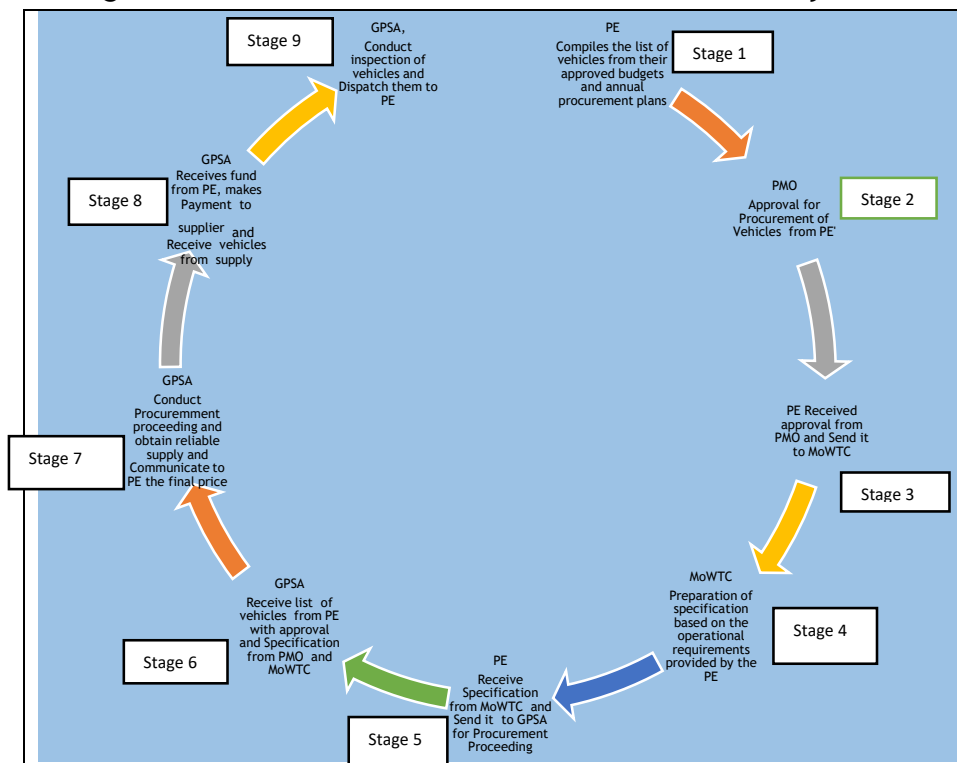 Stage 1
PE
Compiles the list of
vehicles from their
approved budgets
and annual
procurement plans
Stage 2
PMO
Approval for
Procurement of
Vehicles from PE'
Stage 3
PE Received
approval from
PMO and Send it
to MoWTC
Stage 4
MoWTC
Preparation of
specification
based on the
operational
requirements
provided by the
PE
Stage 5
PE
Receive
Specification
from MoWTC and
Send it to GPSA
for Procurement
Proceeding
Stage 6
GPSA
Receive list of
vehicles from PE
with approval
and Specification
from PMO and
MoWTC
Stage 7
GPSA
Conduct
Procuremment
proceeding and
obtain reliable
supply and
Communicate to
PE the final price
Stage 8
GPSA
Receives fund
from PE, makes
Payment to
supplier and
Receive vehicles
from supply
Stage 9
GPSA,
Conduct
inspection of
vehicles and
Dispatch them to
PE